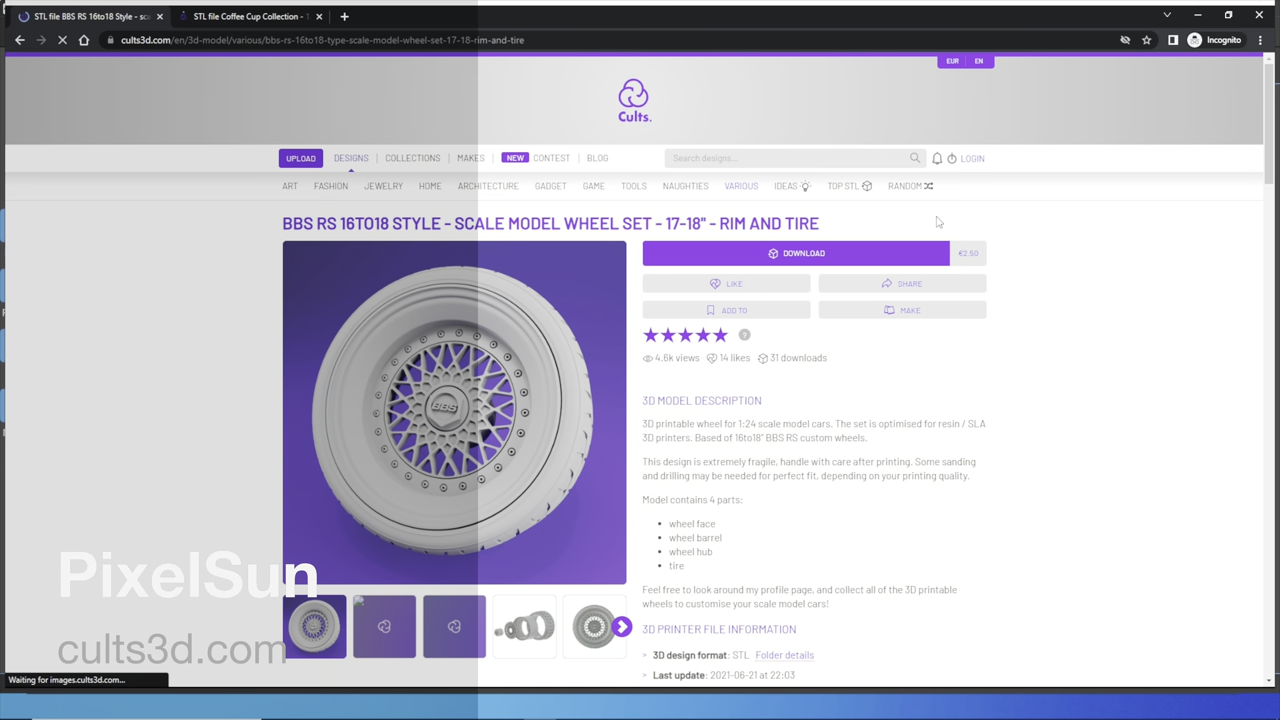 STL file BBS RS 16to18 Style - sca
STL file Coffee Cup Collection - 1
cults3d.com/en/3d-model/various/bbs-rs-16to18-type-scale-model-wheel-set-17-18-rim-and-tire
Incognito
EUR EN
Cults.
UPLOAD DESIGNS COLLECTIONS MAKES NEW CONTEST BLOG
Search designs...
LOGIN
ART FASHION JEWELRY HOME ARCHITECTURE GADGET GAME TOOLS NAUGHTIES VARIOUS IDEAS TOP STL RANDOM
BBS RS 16TO18 STYLE - SCALE MODEL WHEEL SET - 17-18" - RIM AND TIRE
BBS
DOWNLOAD €2.50
LIKE SHARE
ADD TO MAKE
?
4.6k views 14 likes 31 downloads
3D MODEL DESCRIPTION
3D printable wheel for 1:24 scale model cars. The set is optimised for resin / SLA
3D printers. Based of 16to18" BBS RS custom wheels.
This design is extremely fragile, handle with care after printing. Some sanding
and drilling may be needed for perfect fit, depending on your printing quality.
Model contains 4 parts:
wheel face
wheel barrel
wheel hub
tire
Feel free to look around my profile page, and collect all of the 3D printable
wheels to customise your scale model cars!
3D PRINTER FILE INFORMATION
> 3D design format: STL Folder details
> Last update: 2021-06-21 at 22:03
PixelSun
cults3d.com
Waiting for images.cults3d.com...